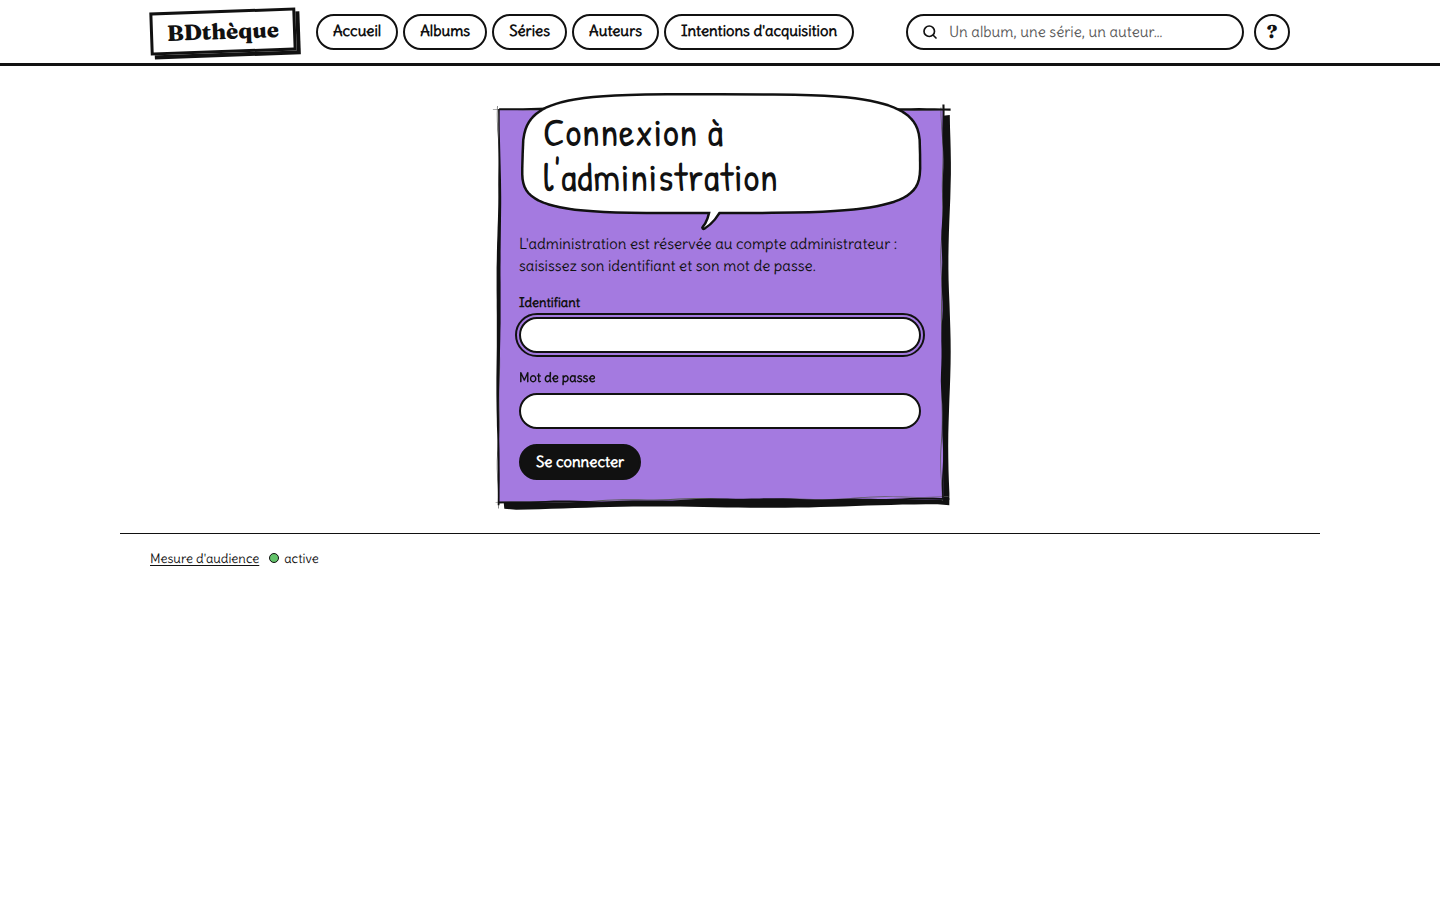 BDthèque
Accueil
Albums
Séries
Auteurs
Intentions d'acquisition
Un album, une série, un auteur...
?
Connexion à
l'administration
L'administration est réservée au compte administrateur :
saisissez son identifiant et son mot de passe.
Identifiant
Mot de passe
Se connecter
Mesure d'audience
active